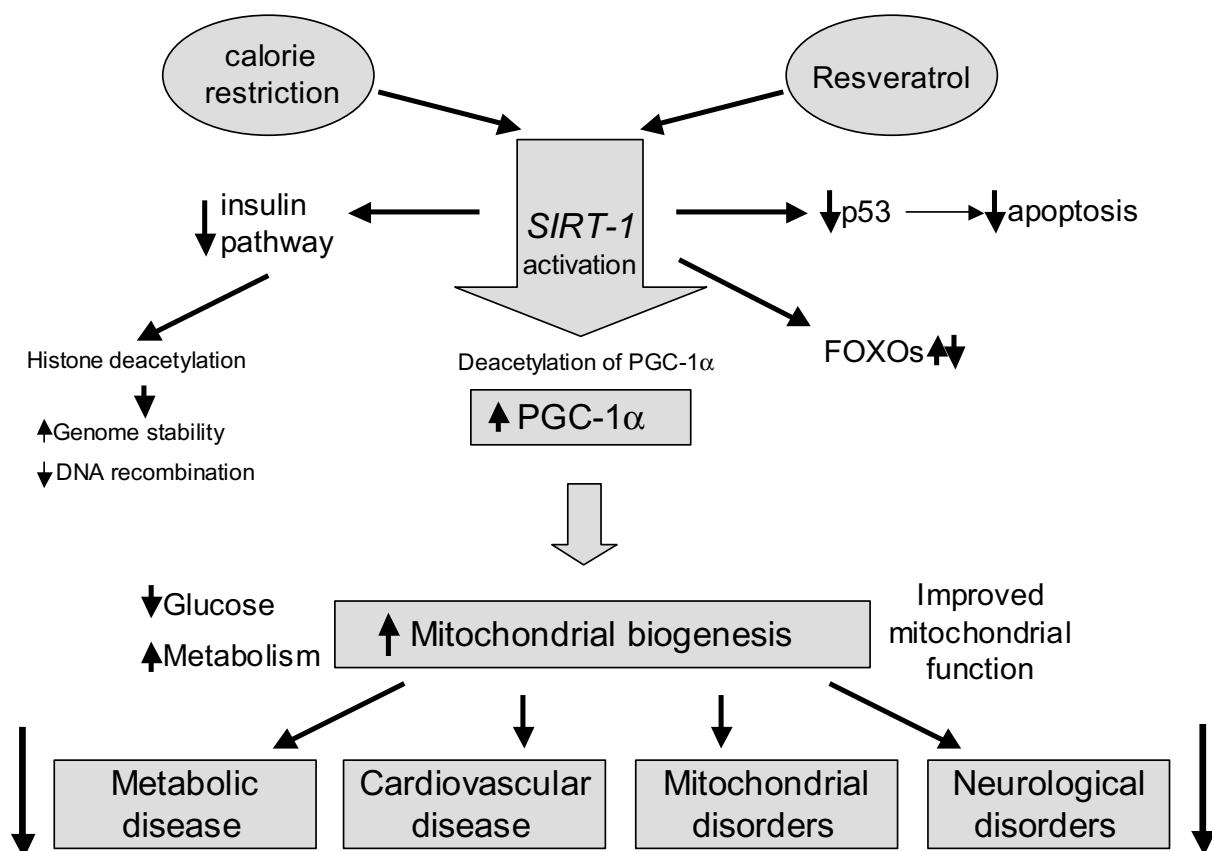 calorie
restriction
Resveratrol
insulin
pathway
SIRT-1
activation
p53
apoptosis
Histone deacetylation
Genome stability
DNA recombination
Deacetylation of PGC-1α
PGC-1α
FOXOs
Glucose
Metabolism
Mitochondrial biogenesis
Improved
mitochondrial
function
Metabolic
disease
Cardiovascular
disease
Mitochondrial
disorders
Neurological
disorders